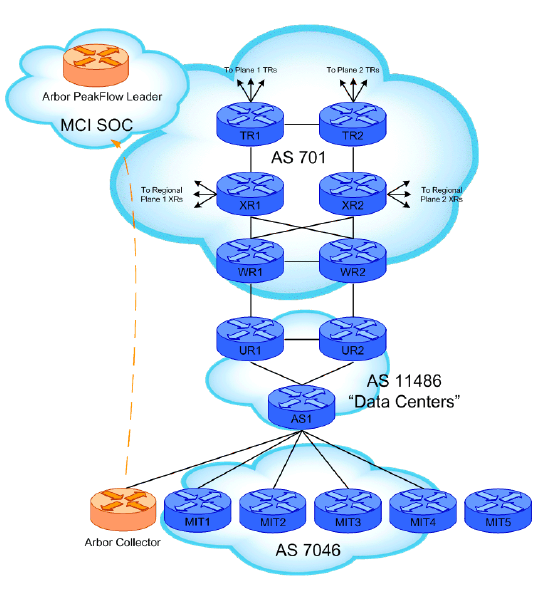 To Plane 1 TRs
To Plane 2 TRs
Arbor PeakFlow Leader
MCI SOC
TR1
TR2
AS 701
To Regional
Plane 1 XRs
XR1
XR2
To Regional
Plane 2 XRs
WR1
WR2
UR1
UR2
AS 11486
"Data Centers"
AS1
MIT1
MIT2
MIT3
MIT4
MIT5
Arbor Collector
AS 7046